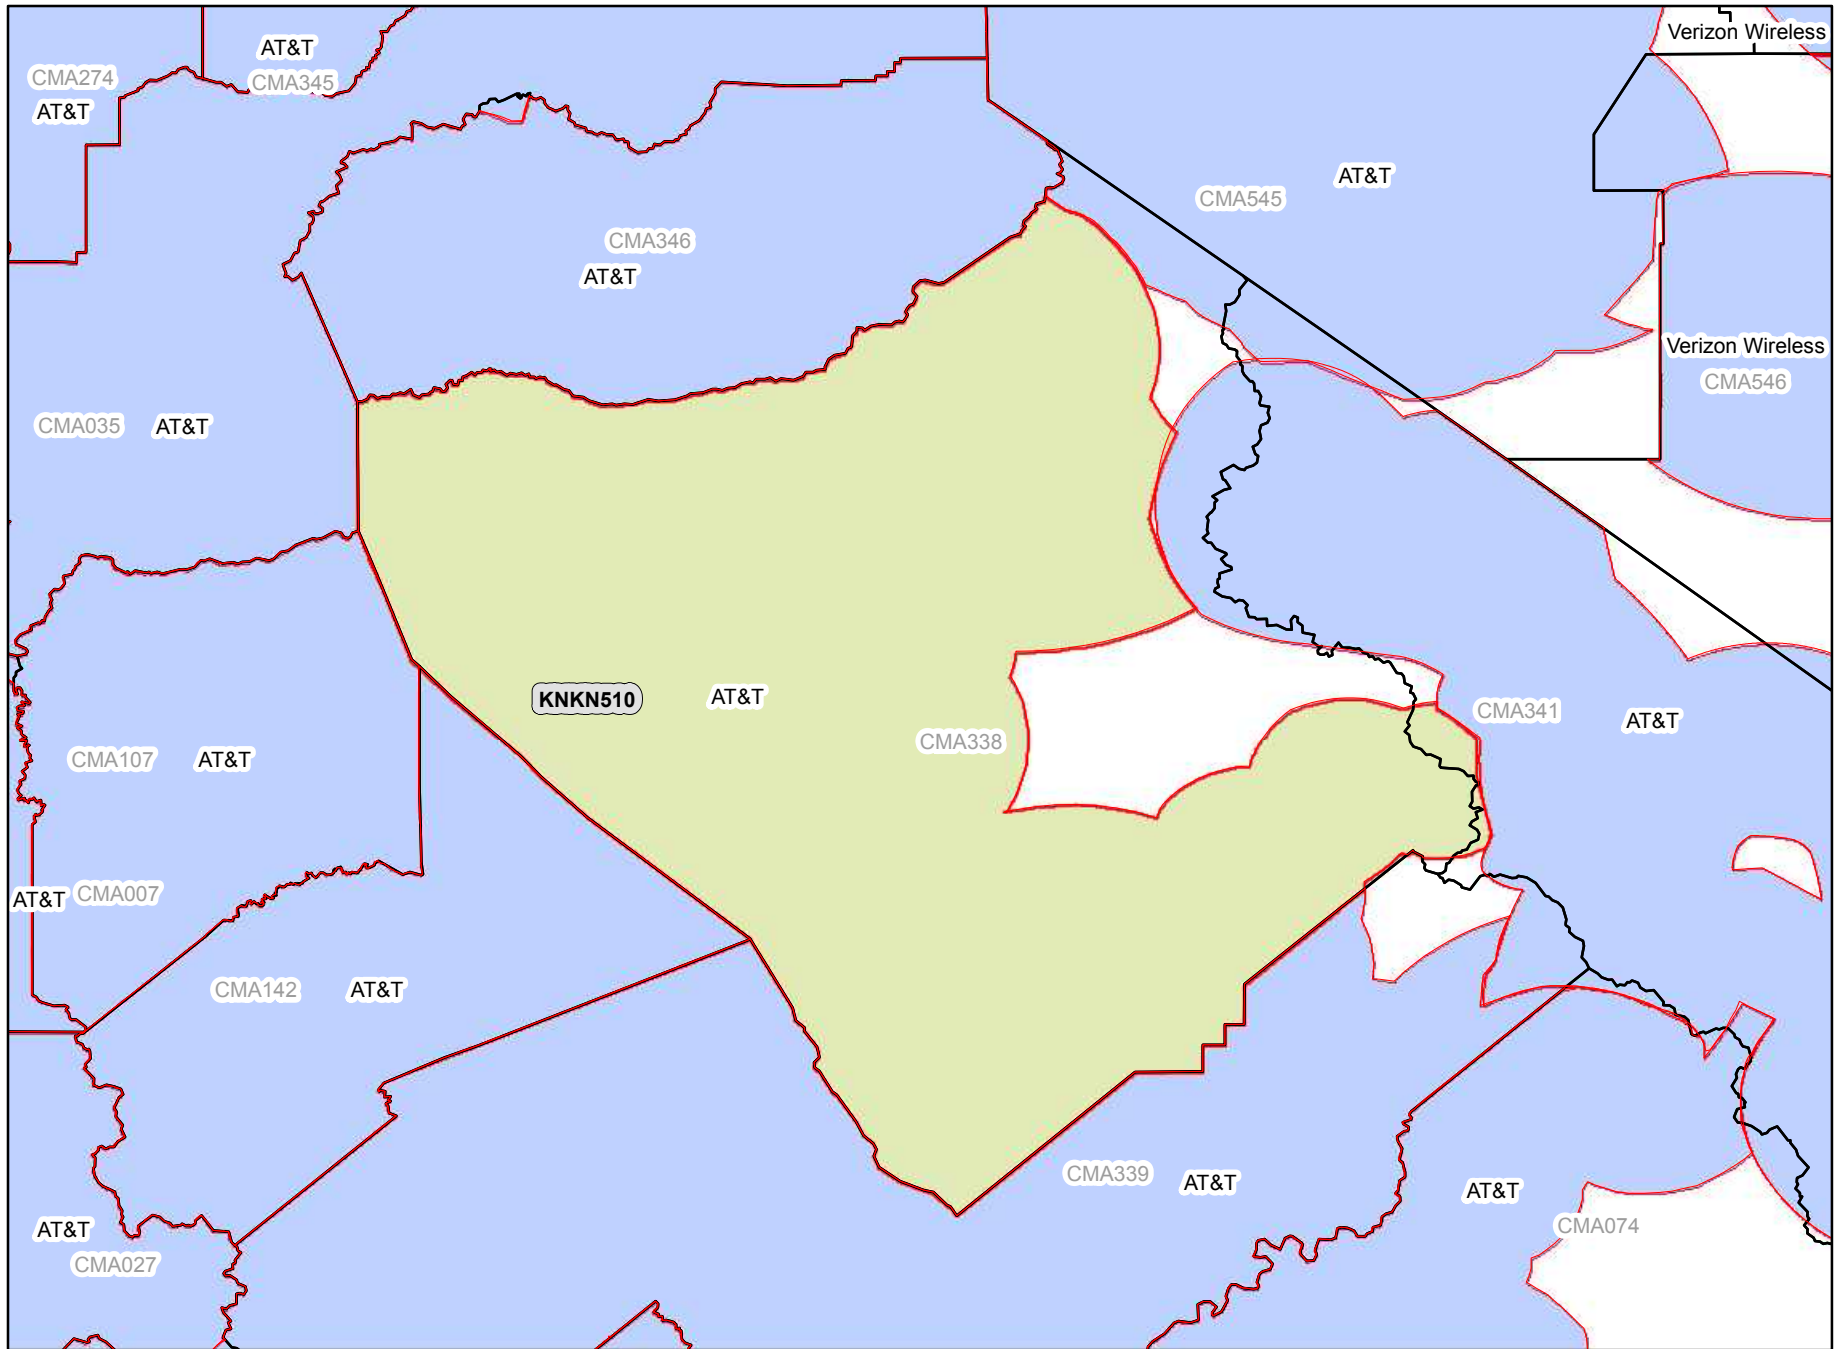 Verizon Wireless
AT&T
CMA345
CMA274
AT&T
AT&T
CMA545
CMA346
AT&T
Verizon Wireless
CMA546
CMA035 AT&T
KNKN510 AT&T
CMA338
CMA341
AT&T
CMA107 AT&T
AT&T CMA007
CMA142 AT&T
CMA339
AT&T
AT&T
CMA074
AT&T
CMA027